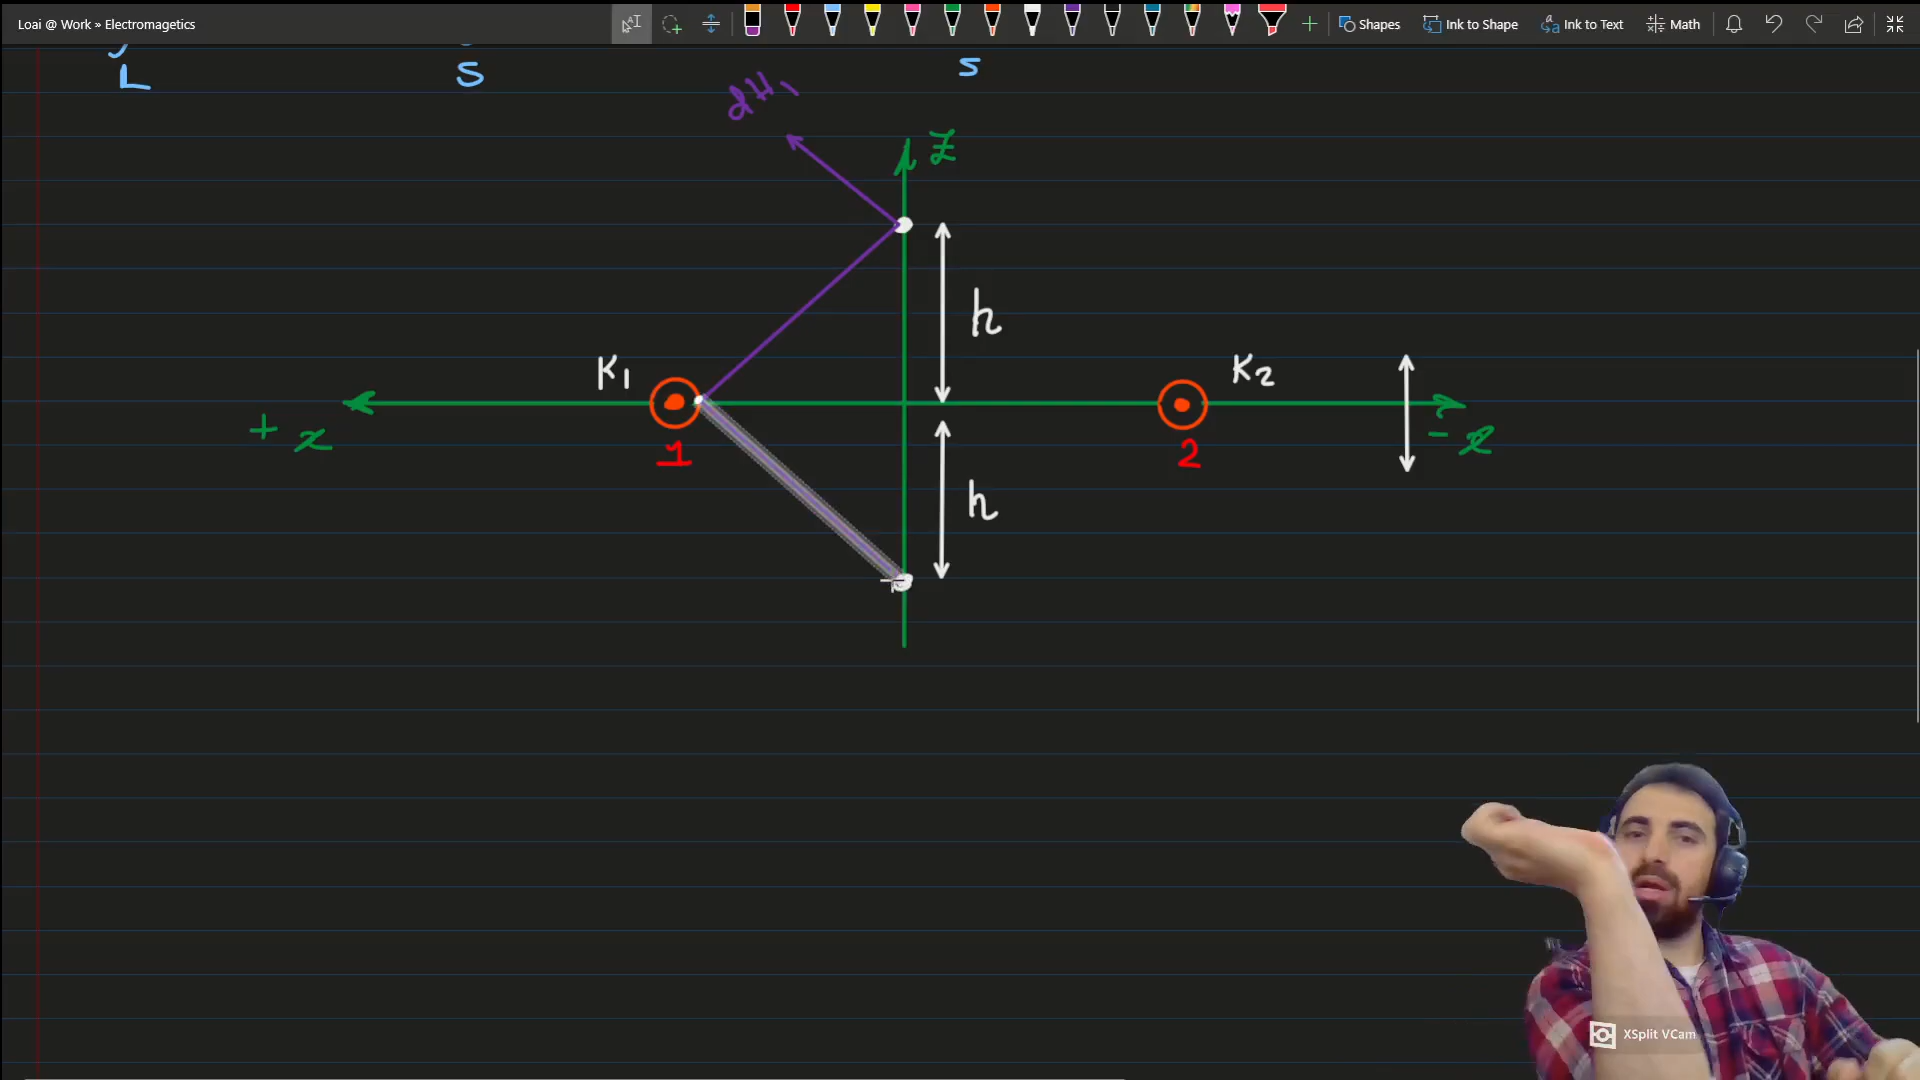 Loai @ Work » Electromagetics
Shapes
Ink to Shape
Ink to Text
Math
L
S
s
dH1
Z
h
K1
K2
+ x
- x
1
2
h
XSplit VCam